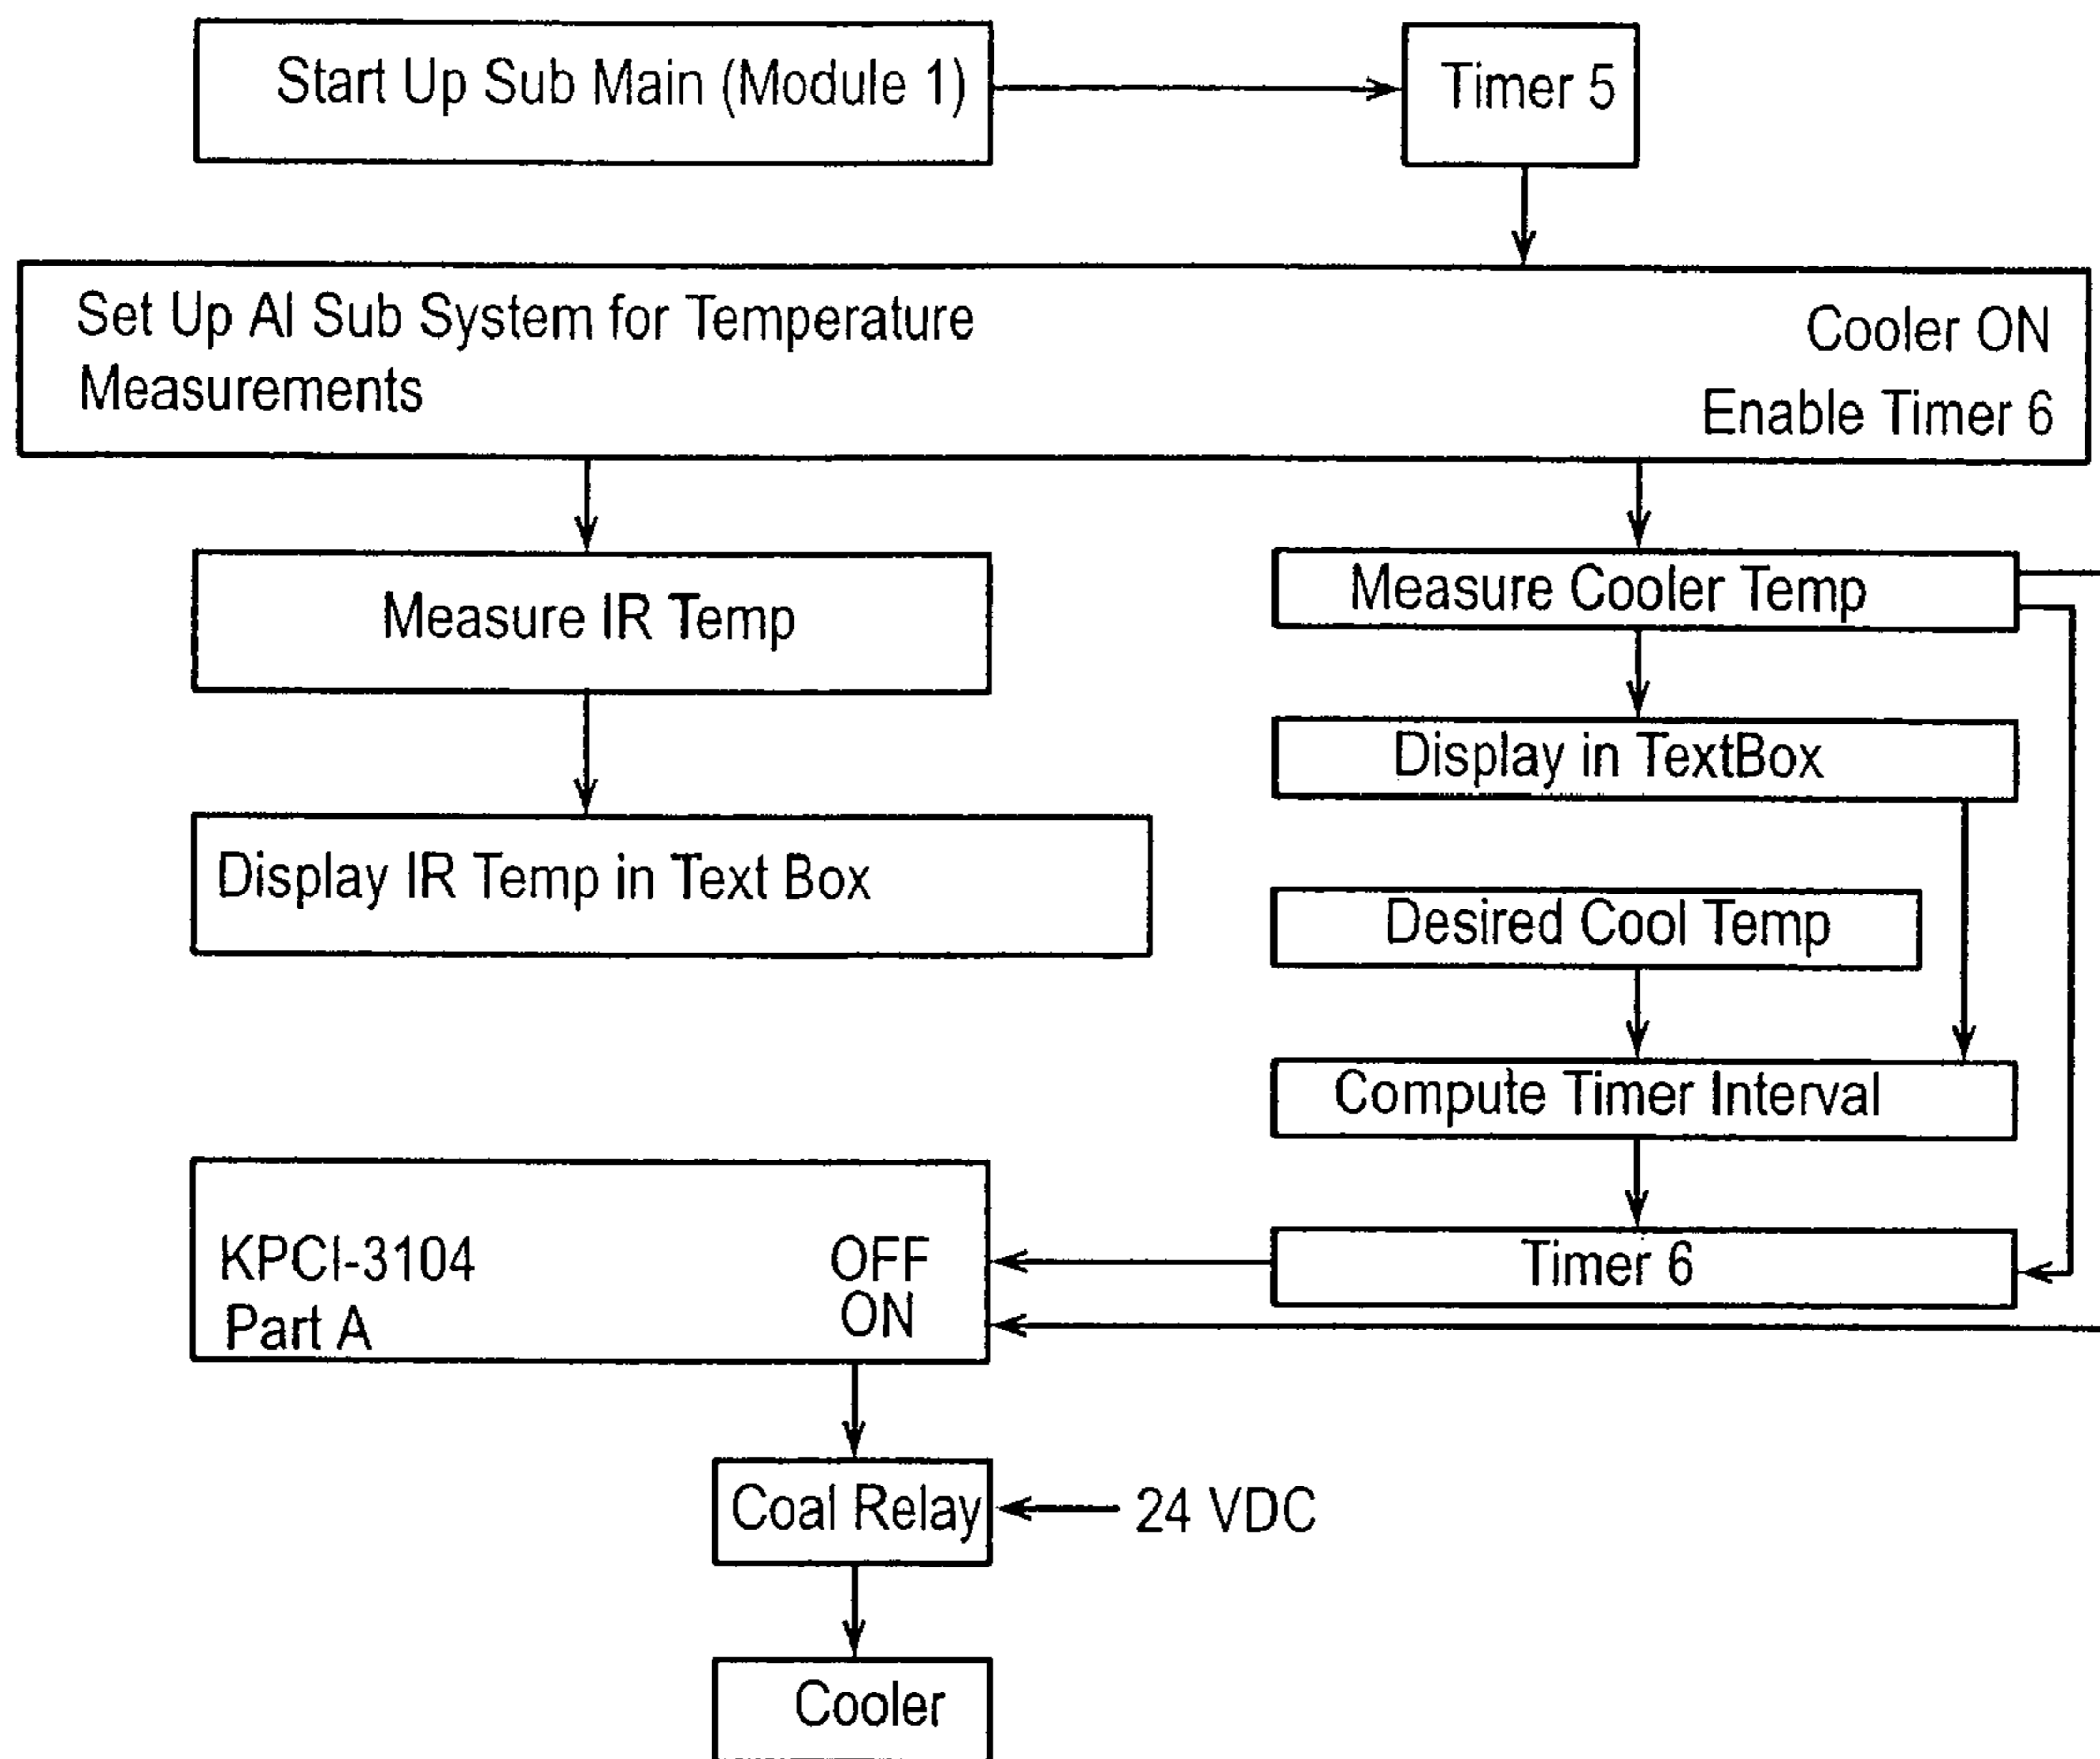 Start Up Sub Main (Module 1)
Timer 5
Set Up AI Sub System for Temperature
Measurements
Cooler ON
Enable Timer 6
Measure IR Temp
Display IR Temp in Text Box
Measure Cooler Temp
Display in TextBox
Desired Cool Temp
Compute Timer Interval
Timer 6
KPCI-3104
Part A
OFF
ON
Coal Relay
24 VDC
Cooler